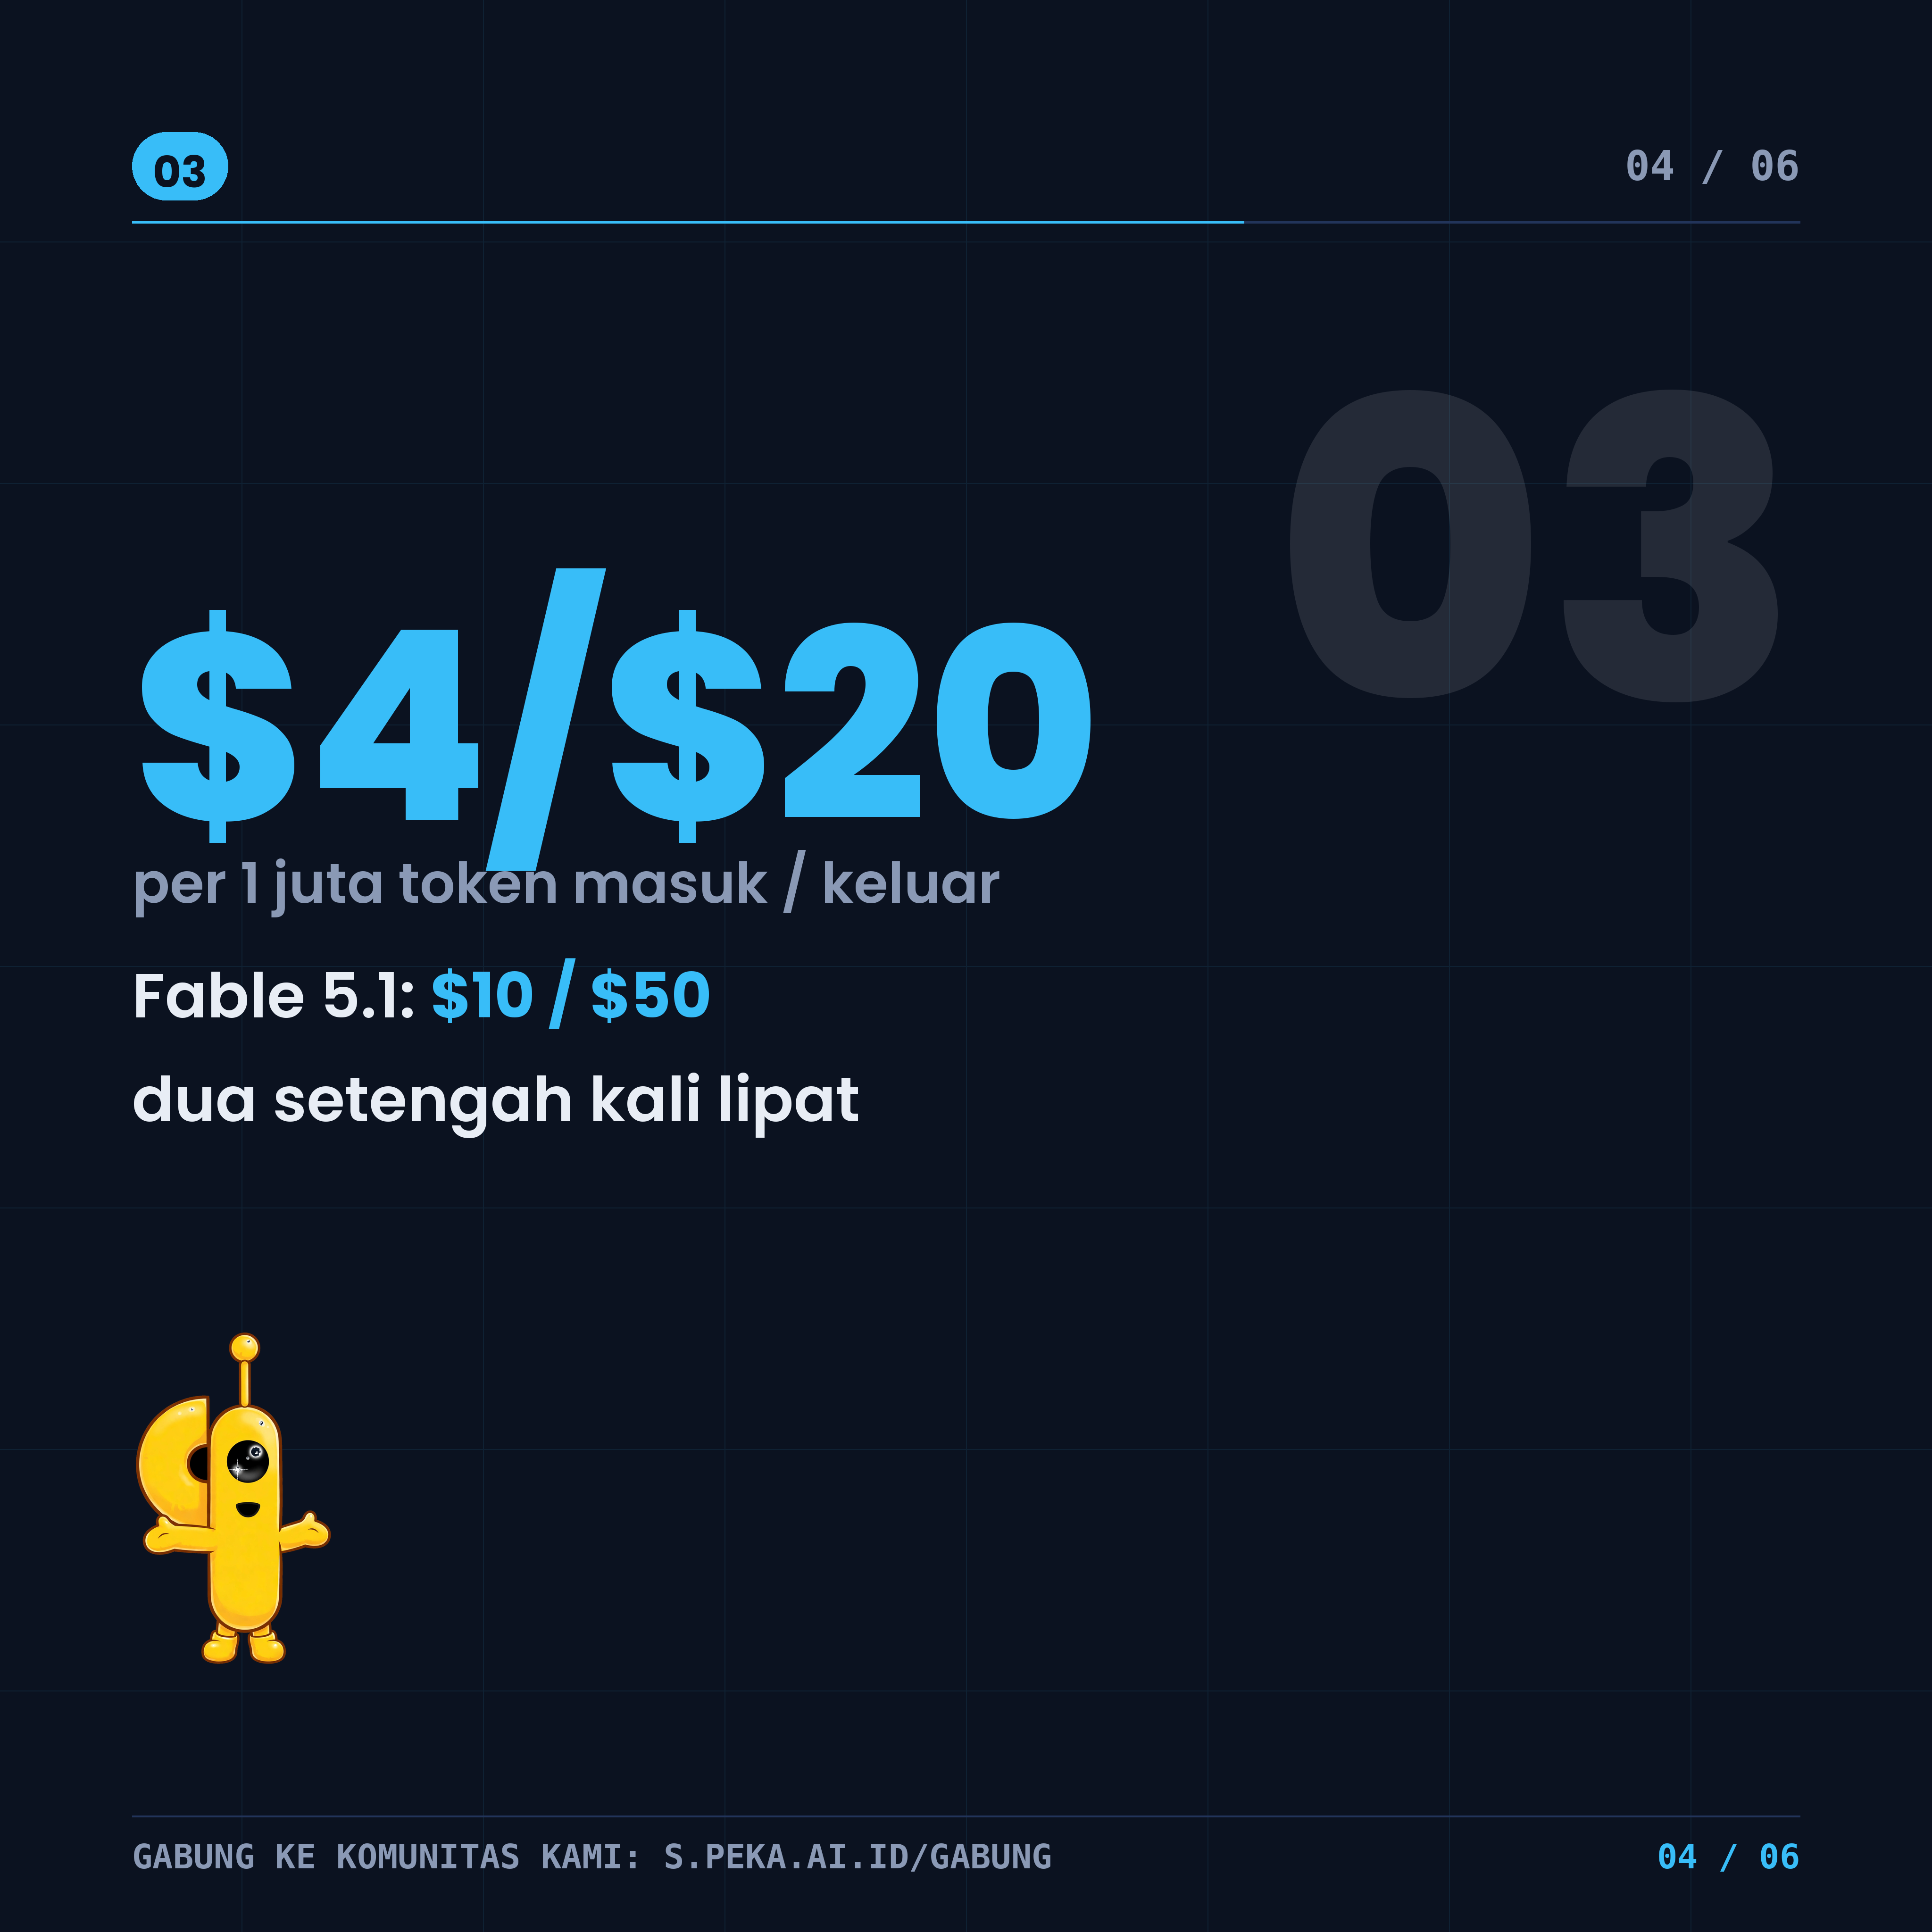 03
04 / 06
03
$4/$20
per 1 juta token masuk / keluar
Fable 5.1: $10 / $50
dua setengah kali lipat
GABUNG KE KOMUNITAS KAMI: S.PEKA.AI.ID/GABUNG
04 / 06